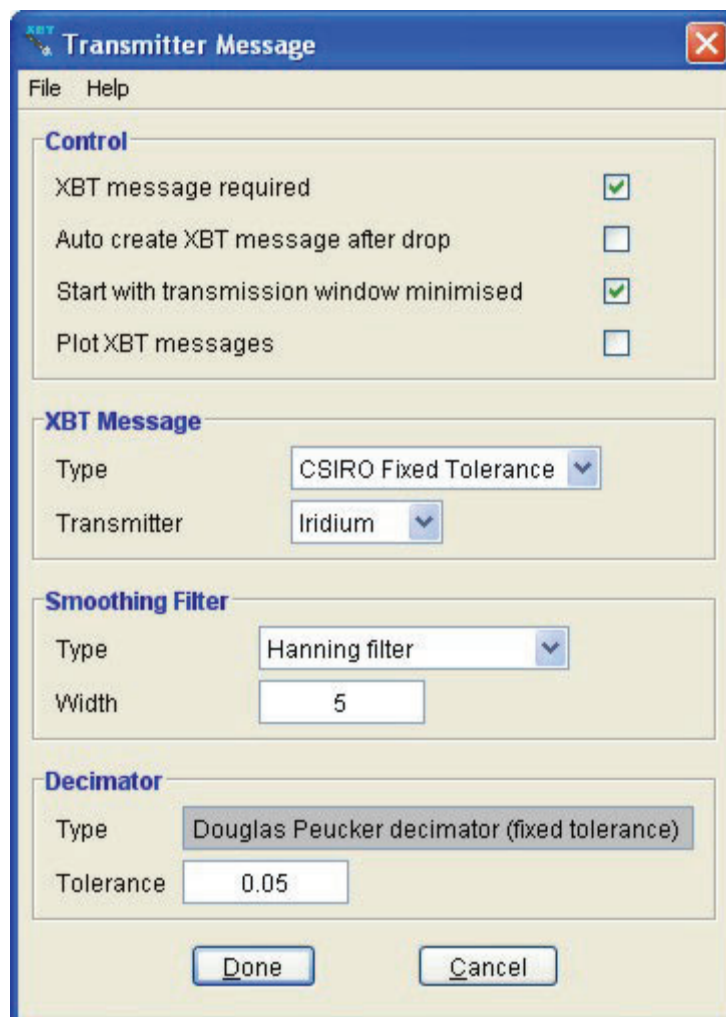 XBT
Transmitter Message
File Help
Control
XBT message required
Auto create XBT message after drop
Start with transmission window minimised
Plot XBT messages
XBT Message
Type CSIRO Fixed Tolerance
Transmitter Iridium
Smoothing Filter
Type Hanning filter
Width 5
Decimator
Type Douglas Peucker decimator (fixed tolerance)
Tolerance 0.05
Done Cancel